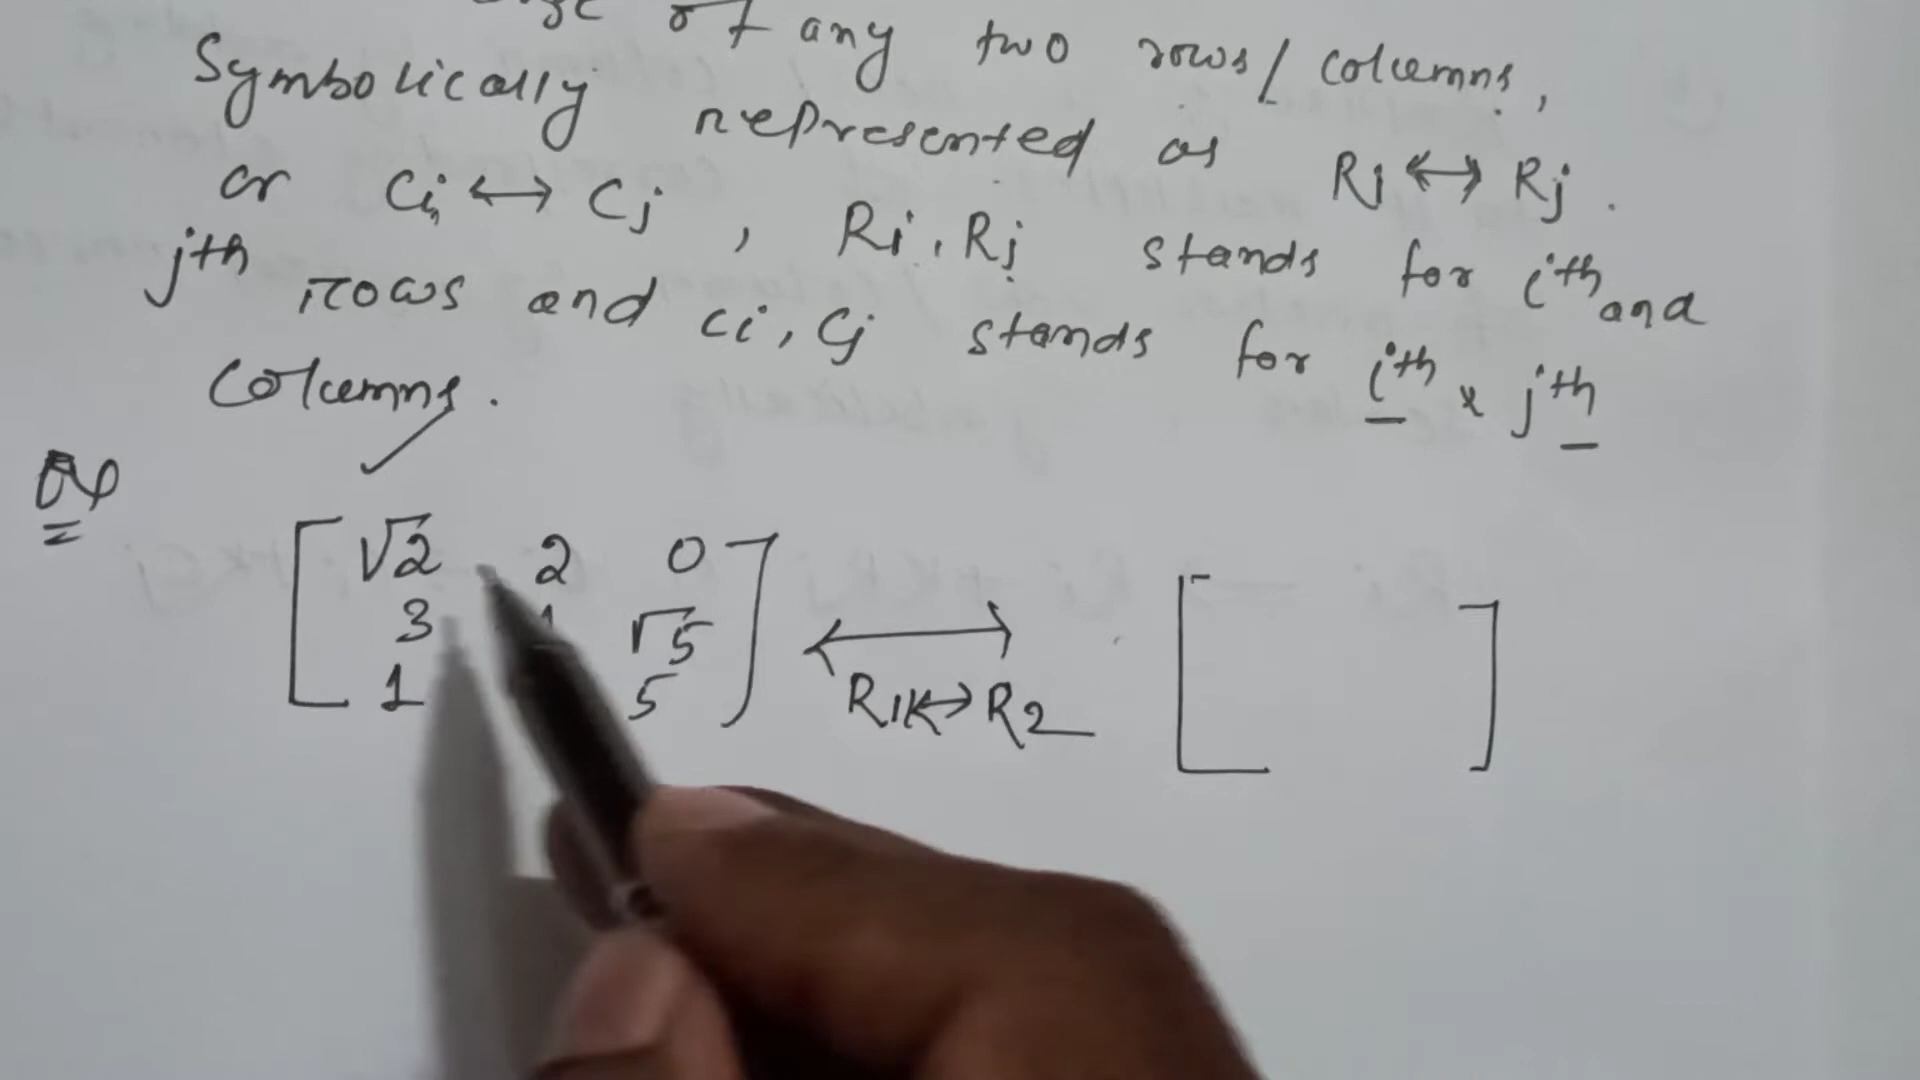 of any two rows / columns,
Symbolically represented as Ri ↔ Rj.
or Ci ↔ Cj, Ri, Rj stands for ith and
jth rows and ci, cj stands for ith & jth
columns.
√2 2 0
3 1 √5
1 5
R1 ↔ R2